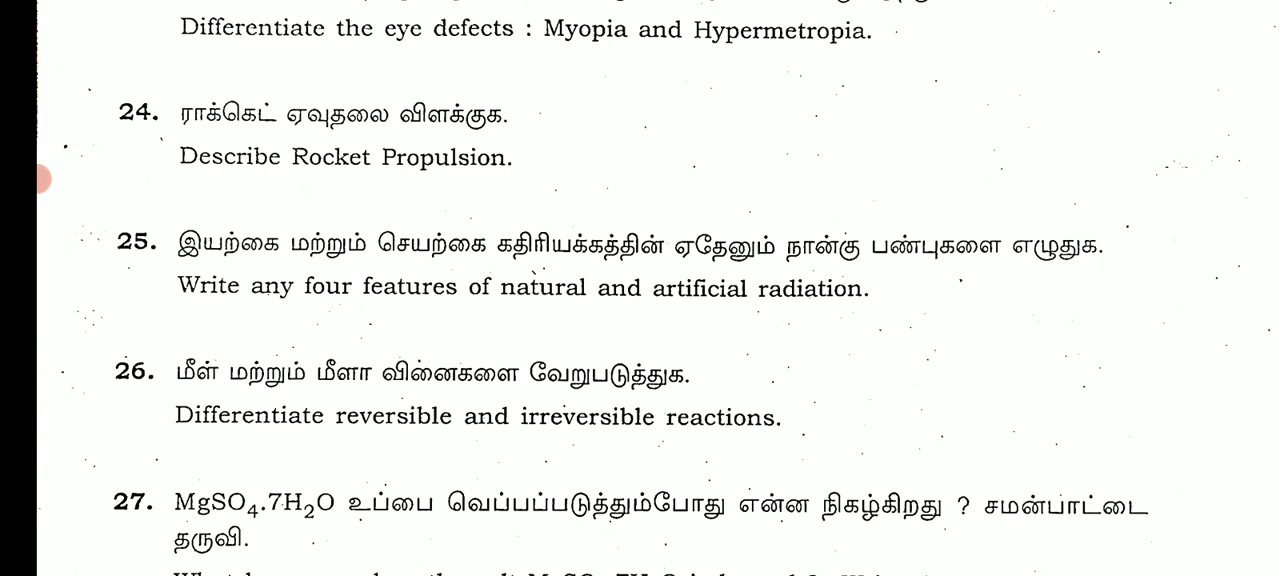 Differentiate the eye defects : Myopia and Hypermetropia.
24. ராக்கெட் ஏவுதலை விளக்குக.
Describe Rocket Propulsion.
25. இயற்கை மற்றும் செயற்கை கதிரியக்கத்தின் ஏதேனும் நான்கு பண்புகளை எழுதுக.
Write any four features of natural and artificial radiation.
26. மீள் மற்றும் மீளா வினைகளை வேறுபடுத்துக.
Differentiate reversible and irreversible reactions.
27. MgSO₄.7H₂O உப்பை வெப்பப்படுத்தும்போது என்ன நிகழ்கிறது ? சமன்பாட்டை
தருவி.